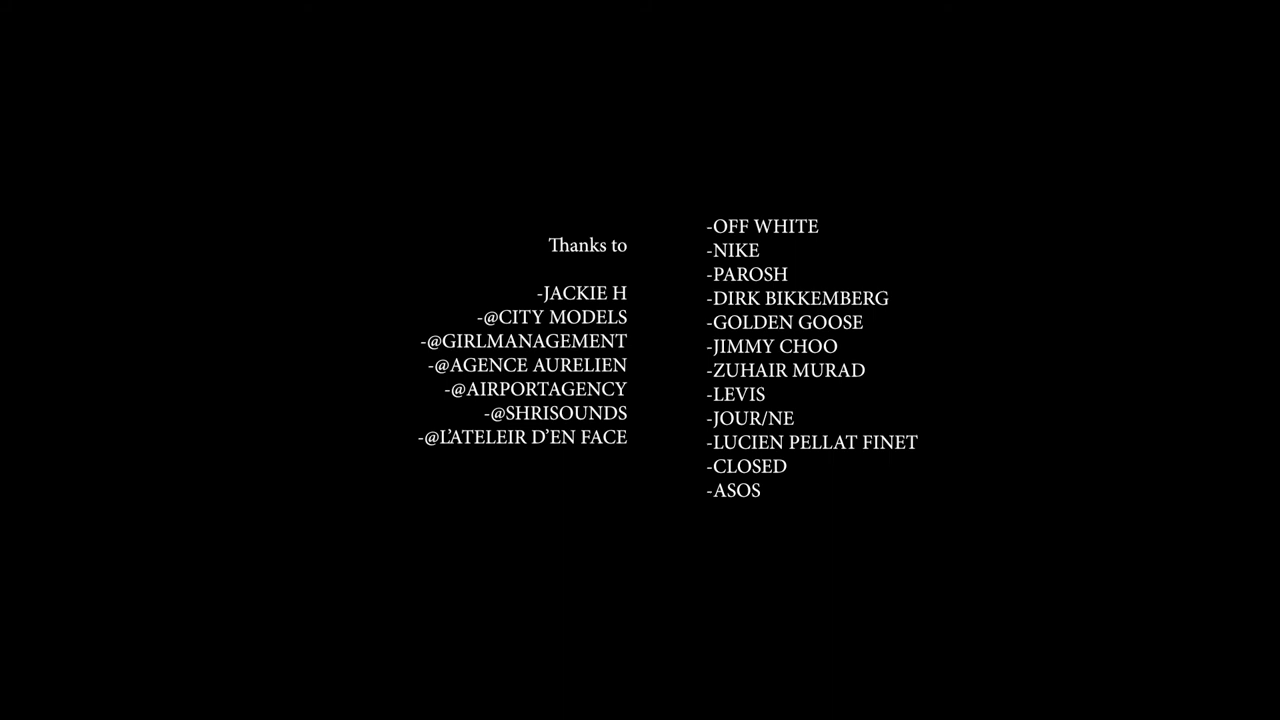 Thanks to
-JACKIE H
-@CITY MODELS
-@GIRLMANAGEMENT
-@AGENCE AURELIEN
-@AIRPORTAGENCY
-@SHRISOUNDS
-@L'ATELEIR D'EN FACE
-OFF WHITE
-NIKE
-PAROSH
-DIRK BIKKEMBERG
-GOLDEN GOOSE
-JIMMY CHOO
-ZUHAIR MURAD
-LEVIS
-JOUR/NE
-LUCIEN PELLAT FINET
-CLOSED
-ASOS